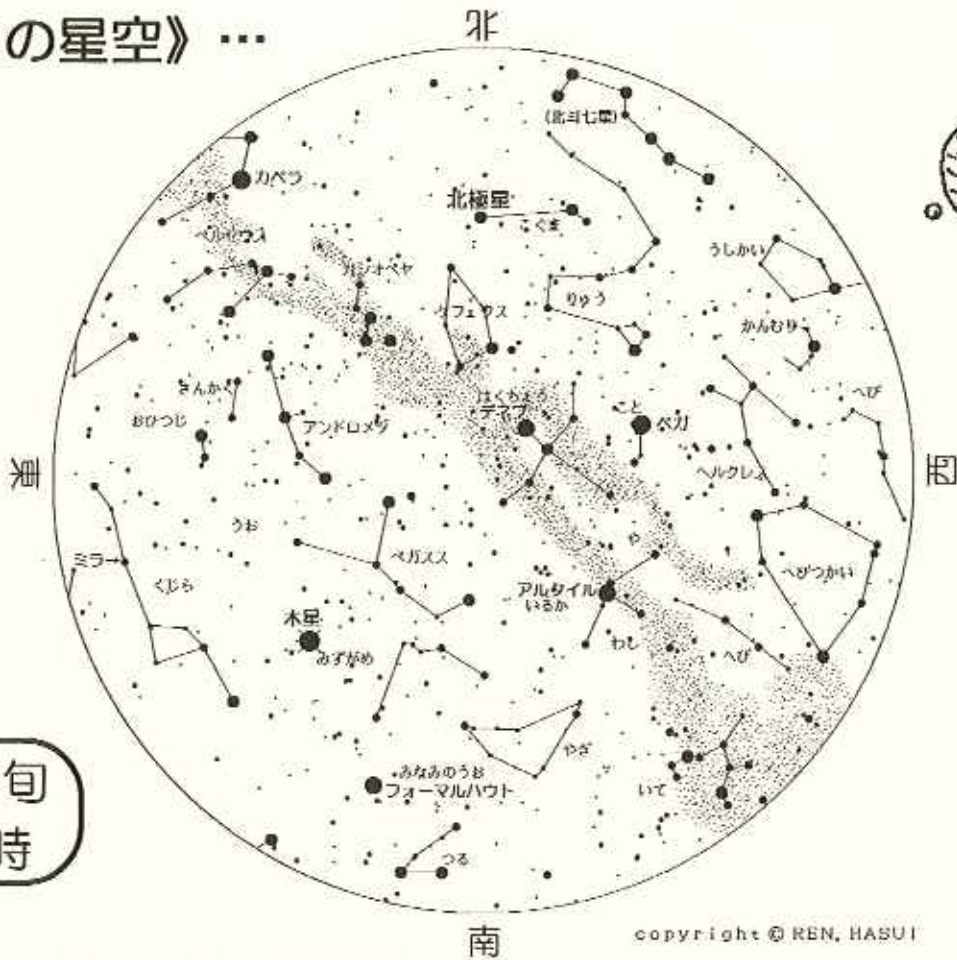 の星空》…
北
(北斗七星)
カペラ
北極星
こぐま
ペルセウス
カシオペヤ
うしかい
りゅう
ケフェウス
かんむり
さんかく
はくちょう
デネブ
こと
ベガ
へび
おひつじ
アンドロメダ
ヘルクレス
東
西
うお
ペガスス
や
ミラ→
くじら
へびつかい
アルタイル
いるか
木星
みずがめ
わし
へび
やぎ
旬
時
みなみのうお
フォーマルハウト
いて
つる
南
copyright © REN. HASUI